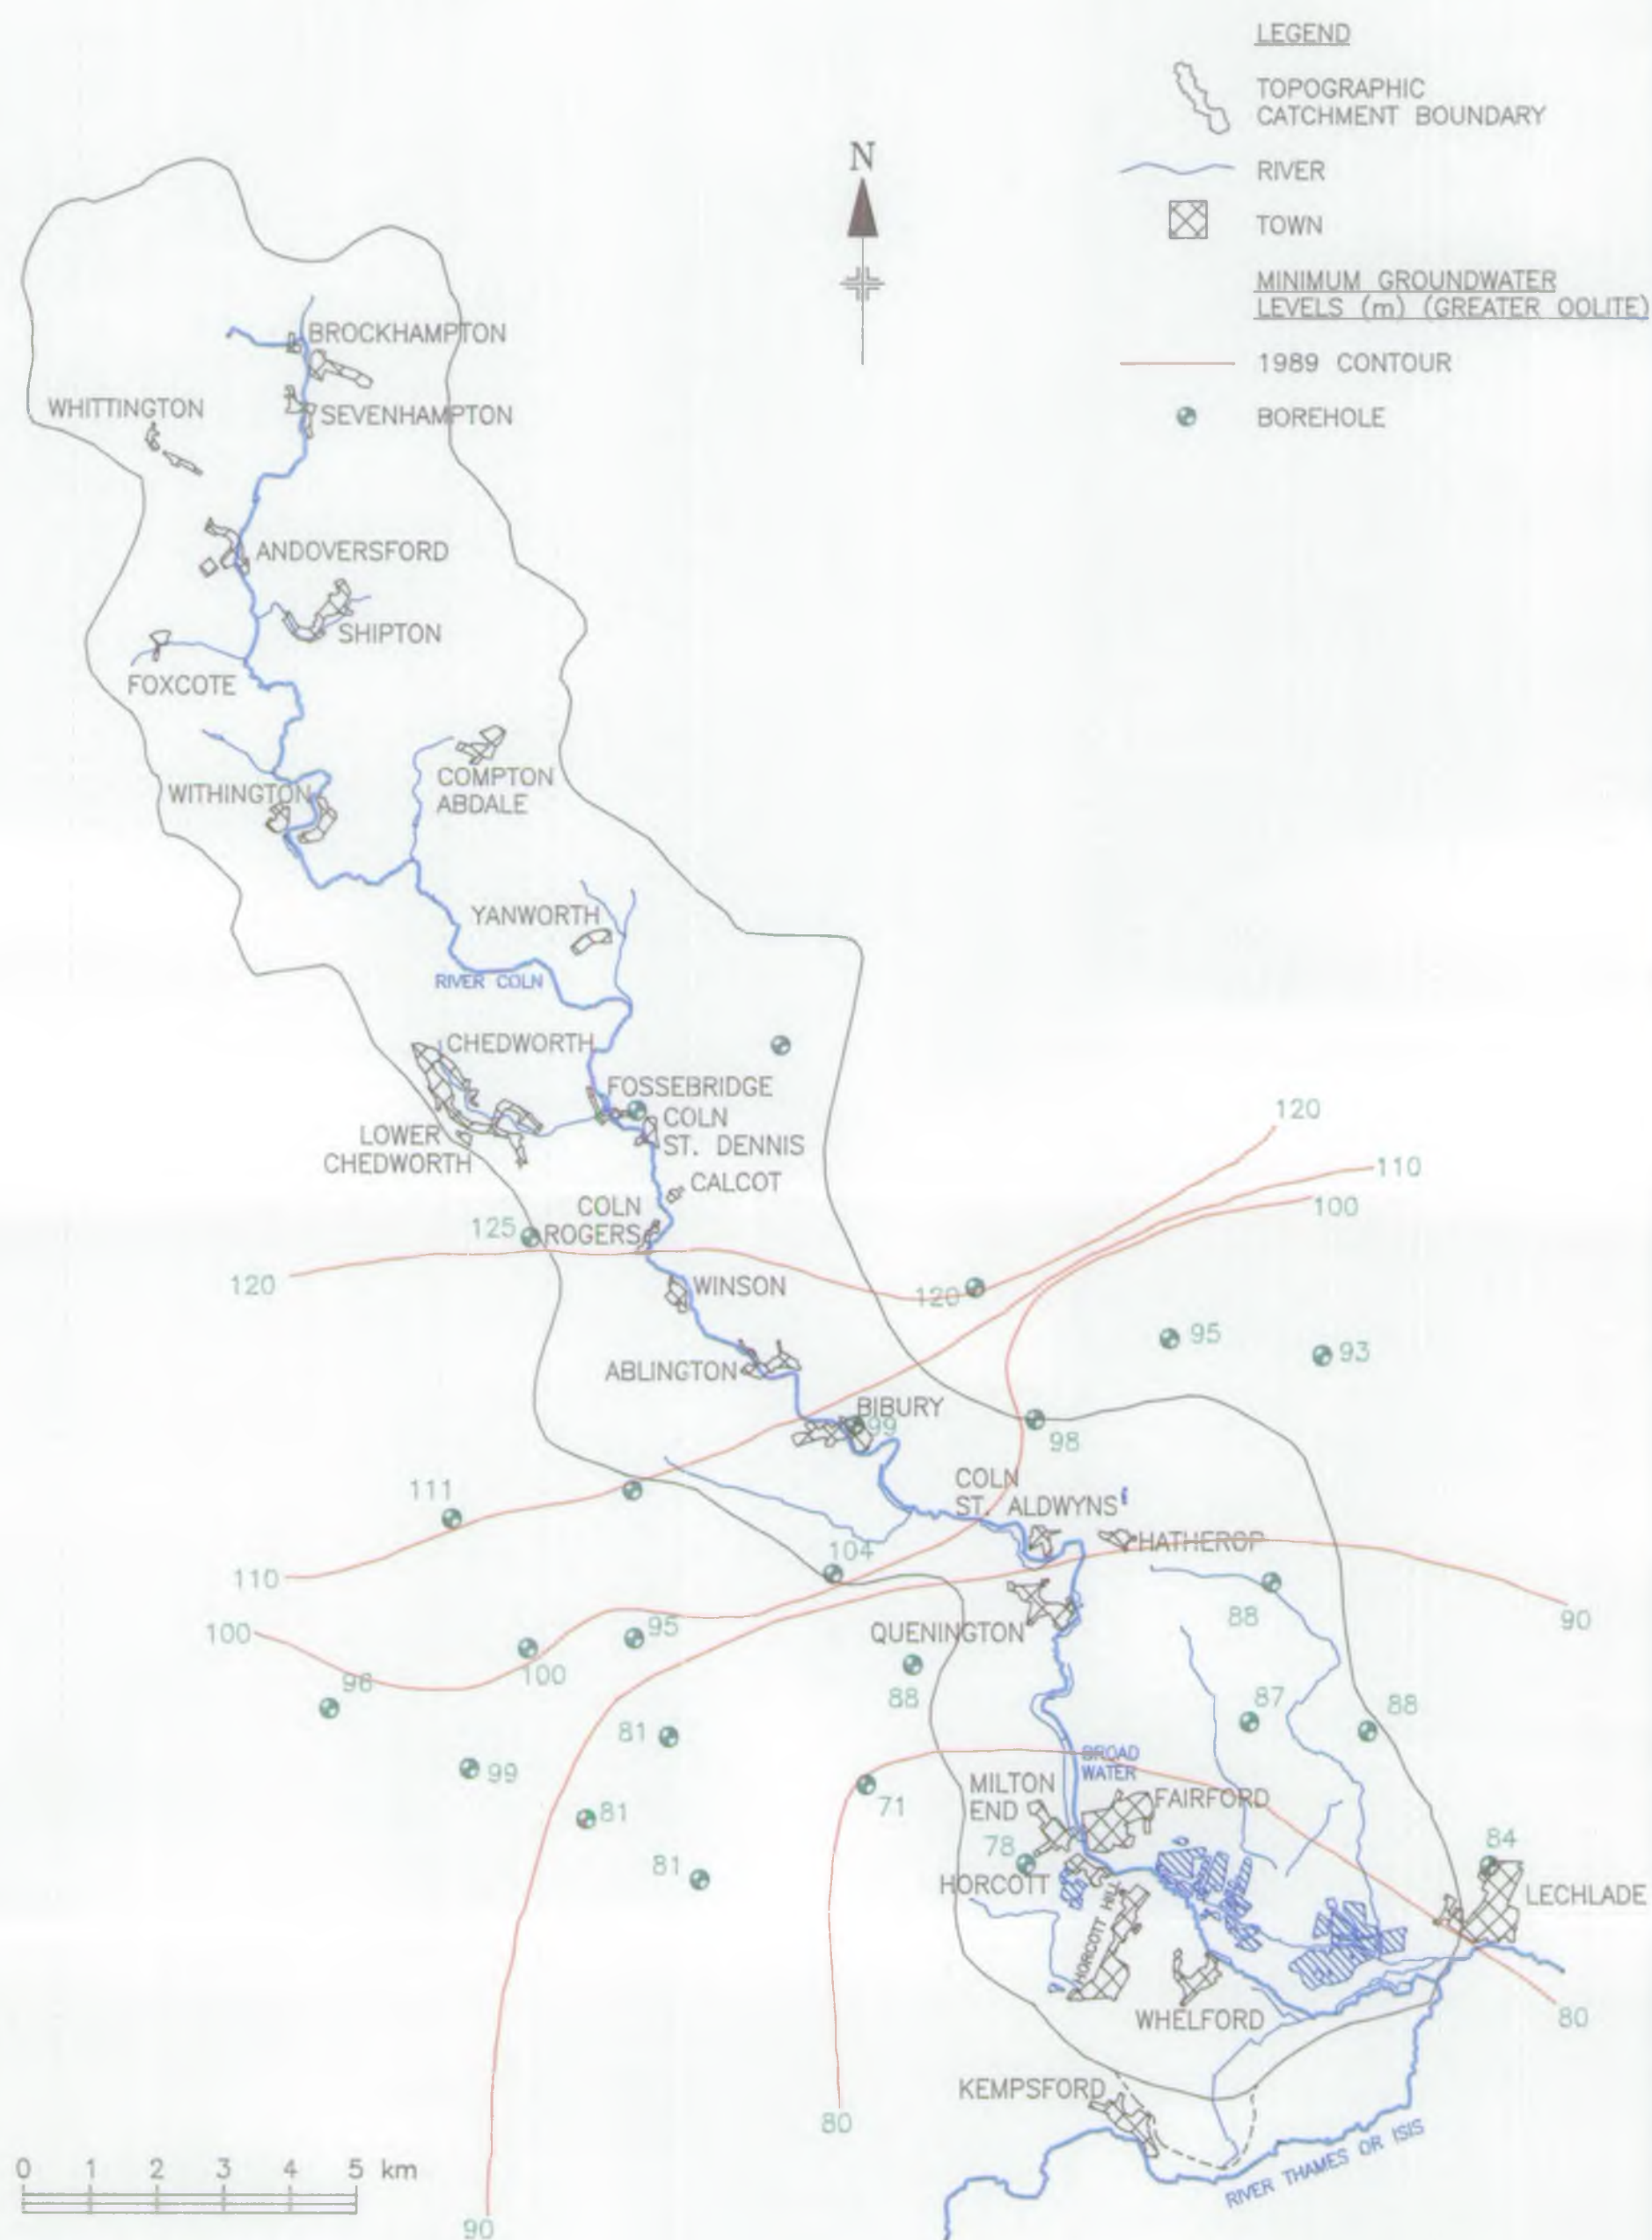 LEGEND
TOPOGRAPHIC
CATCHMENT BOUNDARY
RIVER
TOWN
MINIMUM GROUNDWATER
LEVELS (m) (GREATER OOLITE)
1989 CONTOUR
BOREHOLE
N
BROCKHAMPTON
WHITTINGTON
SEVENHAMPTON
ANDOVERSFORD
SHIPTON
FOXCOTE
COMPTON
ABDALE
WITHINGTON
YANWORTH
RIVER COLN
CHEDWORTH
FOSSEBRIDGE
COLN
ST. DENNIS
LOWER
CHEDWORTH
CALCOT
COLN
ROGERS
125
120
120
110
100
120
WINSON
95
93
ABLINGTON
BIBURY
99
98
111
COLN
ST. ALDWYNS
HATHEROP
104
110
100
95
100
96
QUENINGTON
88
88
90
87
88
81
99
81
81
71
BROAD
WATER
MILTON
END
FAIRFORD
78
HORCOTT
HORCOTT HILL
84
LECHLADE
WHELFORD
80
KEMPSFORD
80
RIVER THAMES OR ISIS
90
0 1 2 3 4 5 km